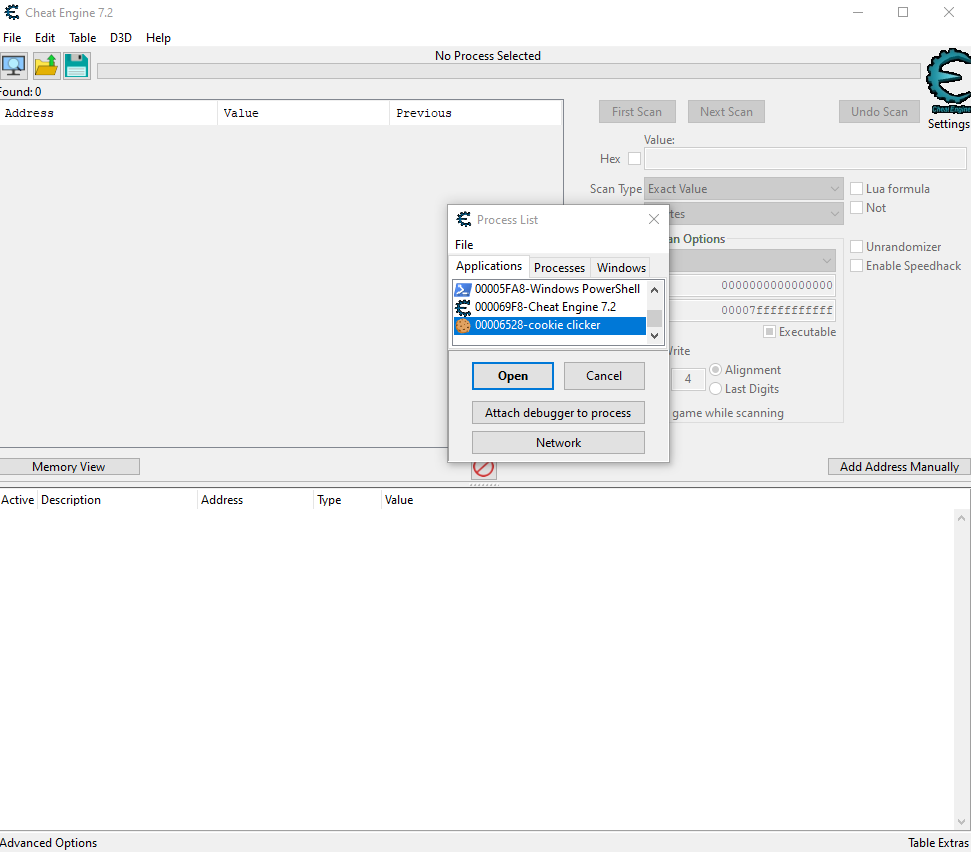 Cheat Engine 7.2
File Edit Table D3D Help
No Process Selected
Found: 0
Address Value Previous
First Scan Next Scan Undo Scan
Cheat Engine
Settings
Value:
Hex
Scan Type Exact Value
Lua formula
Not
Unrandomizer
Enable Speedhack
0000000000000000
00007fffffffffff
Executable
4
Alignment
Last Digits
game while scanning
Process List
File
Applications Processes Windows
00005FA8-Windows PowerShell
000069F8-Cheat Engine 7.2
00006528-cookie clicker
Open Cancel
Attach debugger to process
Network
Memory View
Add Address Manually
Active Description Address Type Value
Advanced Options
Table Extras